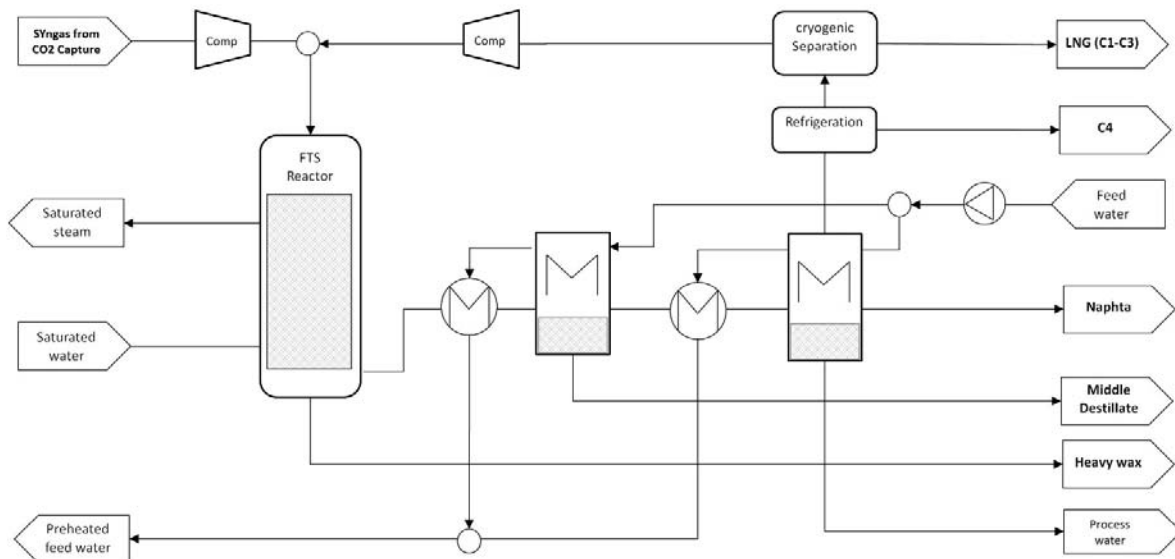 SYngas from
CO2 Capture
Comp
Comp
cryogenic
Separation
LNG (C1-C3)
Refrigeration
C4
FTS
Reactor
Saturated
steam
Feed
water
Saturated
water
Naphta
Middle
Destillate
Heavy wax
Preheated
feed water
Process
water